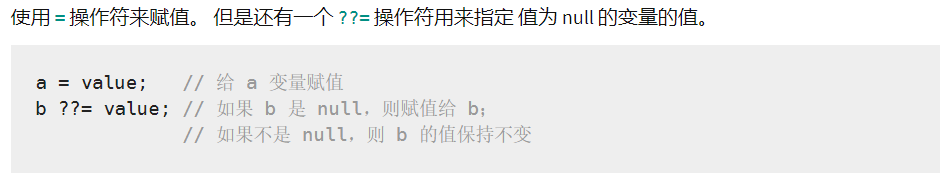 使用 = 操作符来赋值。 但是还有一个 ??= 操作符用来指定 值为 null 的变量的值。
a = value;   // 给 a 变量赋值
b ??= value; // 如果 b 是 null，则赋值给 b；
             // 如果不是 null，则 b 的值保持不变